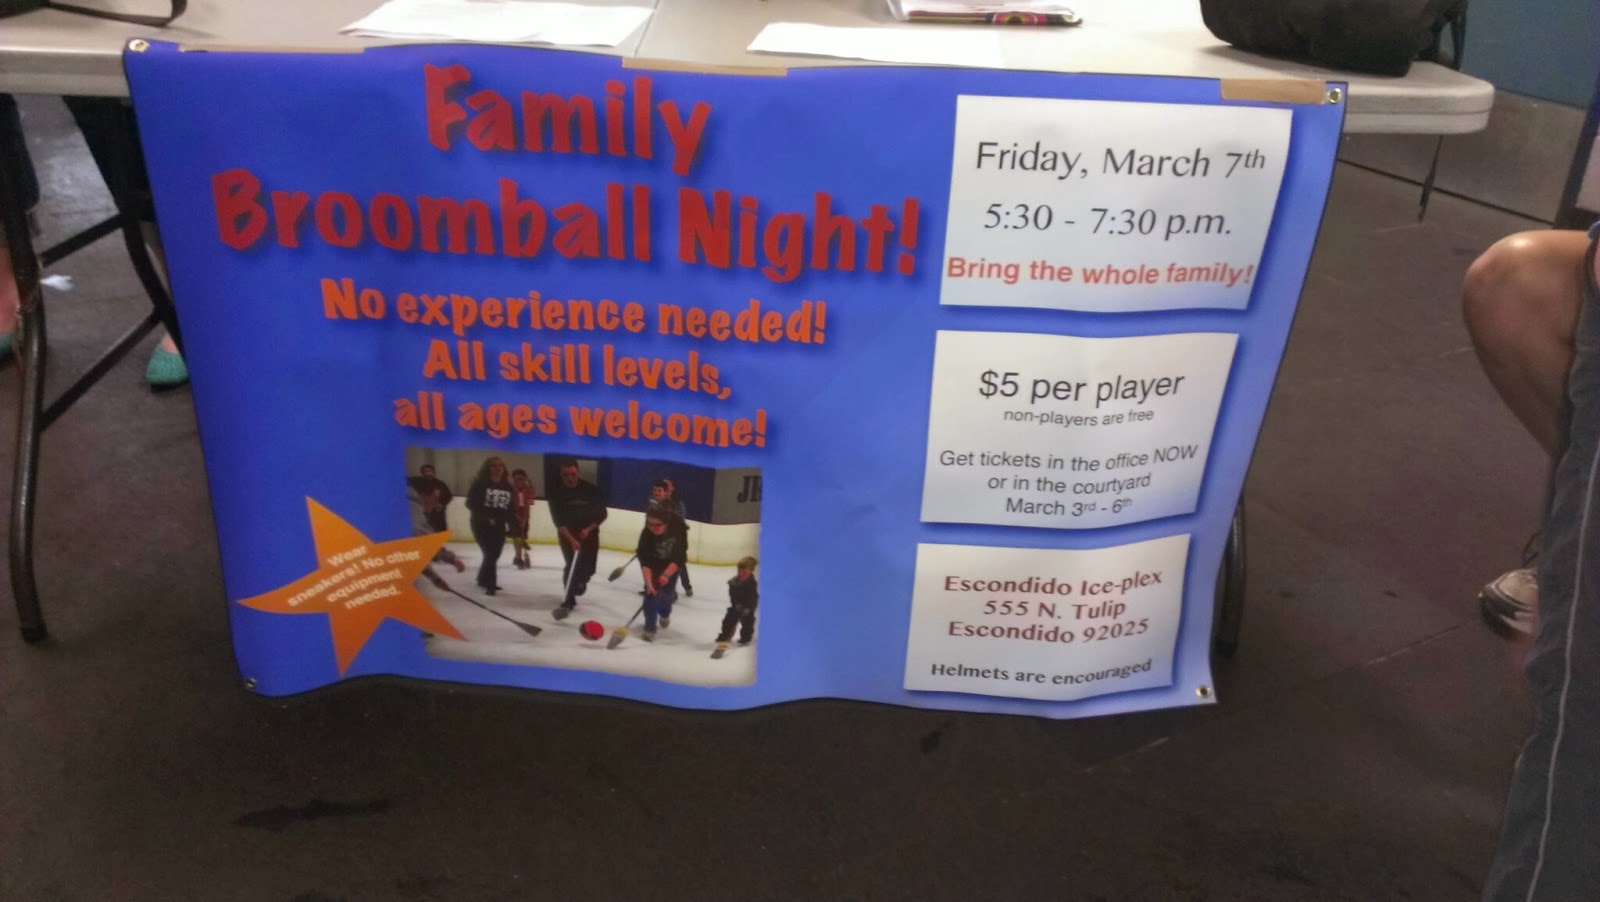 Family
Broomball Night!
No experience needed!
All skill levels,
all ages welcome!
Wear
sneakers! No other
equipment
needed.
Friday, March 7th
5:30 - 7:30 p.m.
Bring the whole family!
$5 per player
non-players are free
Get tickets in the office NOW
or in the courtyard
March 3rd - 6th
Escondido Ice-plex
555 N. Tulip
Escondido 92025
Helmets are encouraged